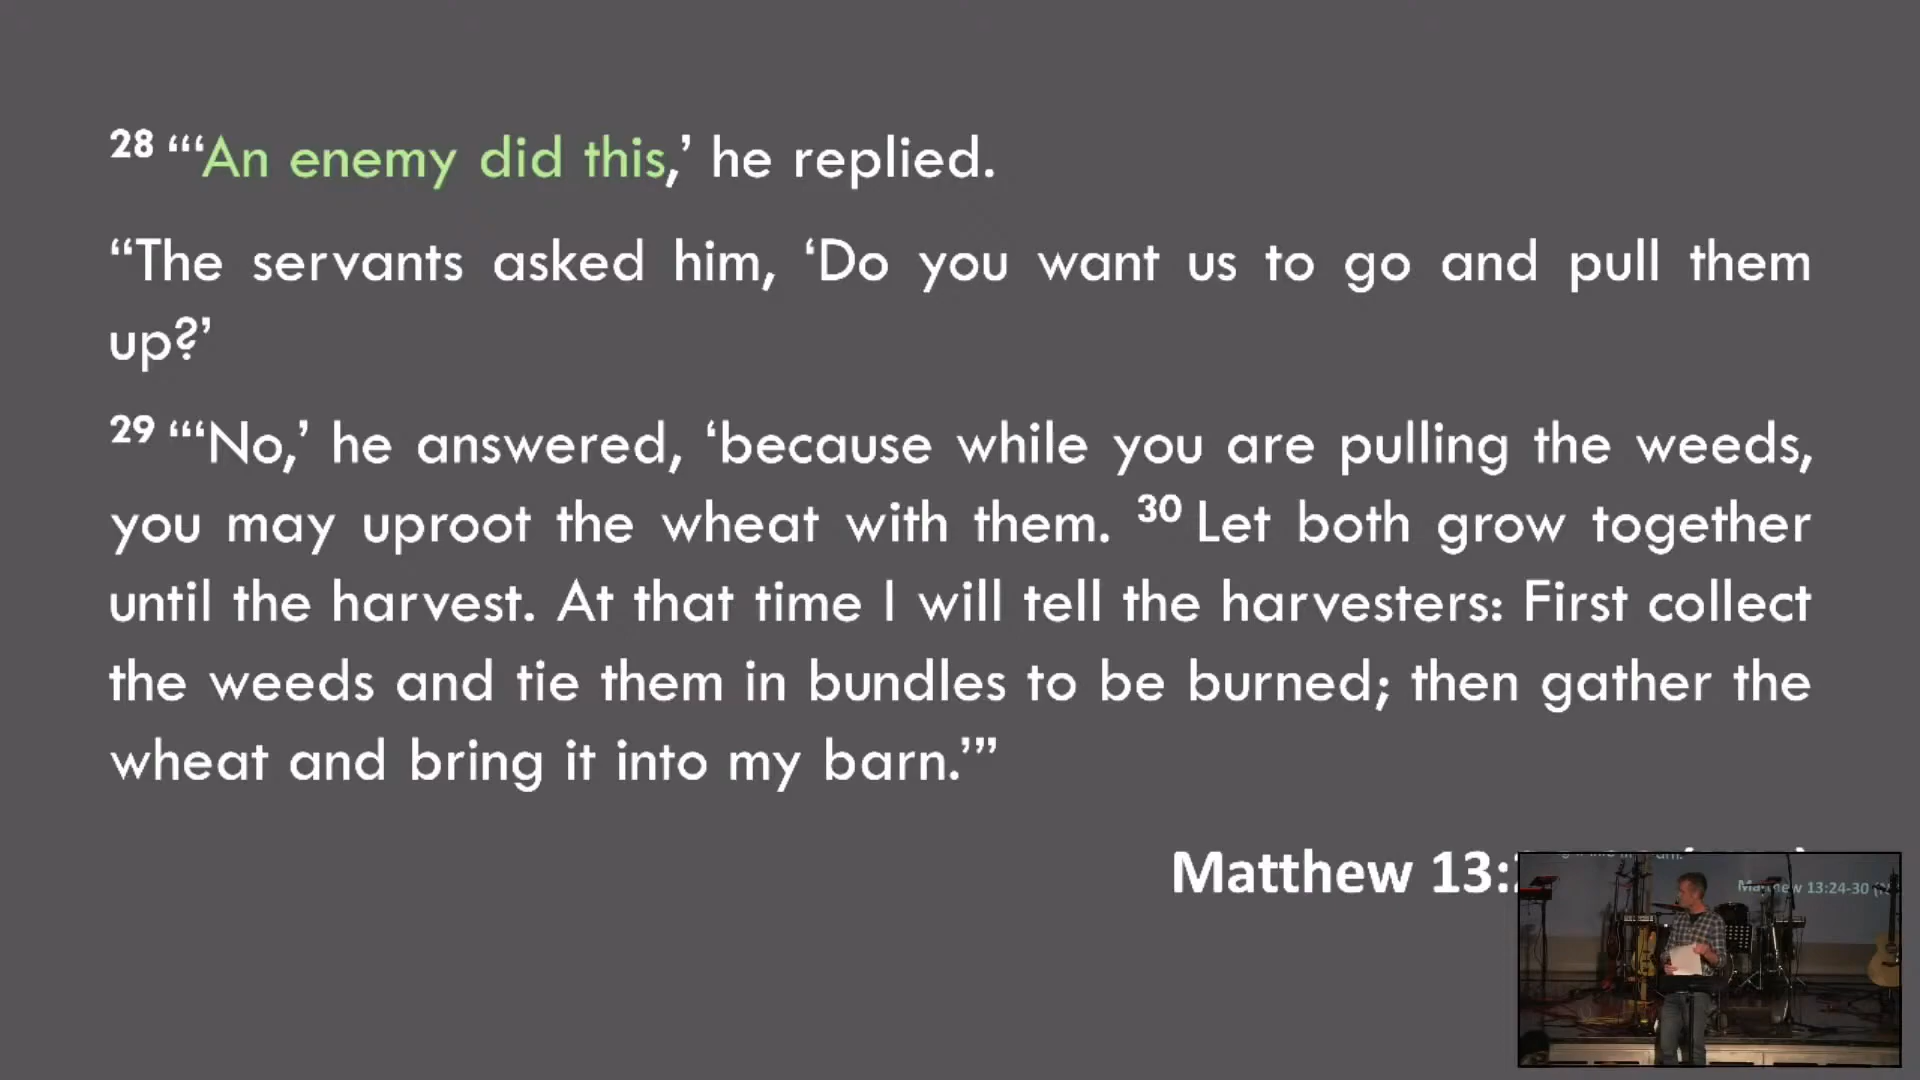 28 “‘An enemy did this,’ he replied.
“The servants asked him, ‘Do you want us to go and pull them
up?’
29 “‘No,’ he answered, ‘because while you are pulling the weeds,
you may uproot the wheat with them. 30 Let both grow together
until the harvest. At that time I will tell the harvesters: First collect
the weeds and tie them in bundles to be burned; then gather the
wheat and bring it into my barn.’”
Matthew 13:
Matthew 13:24-30